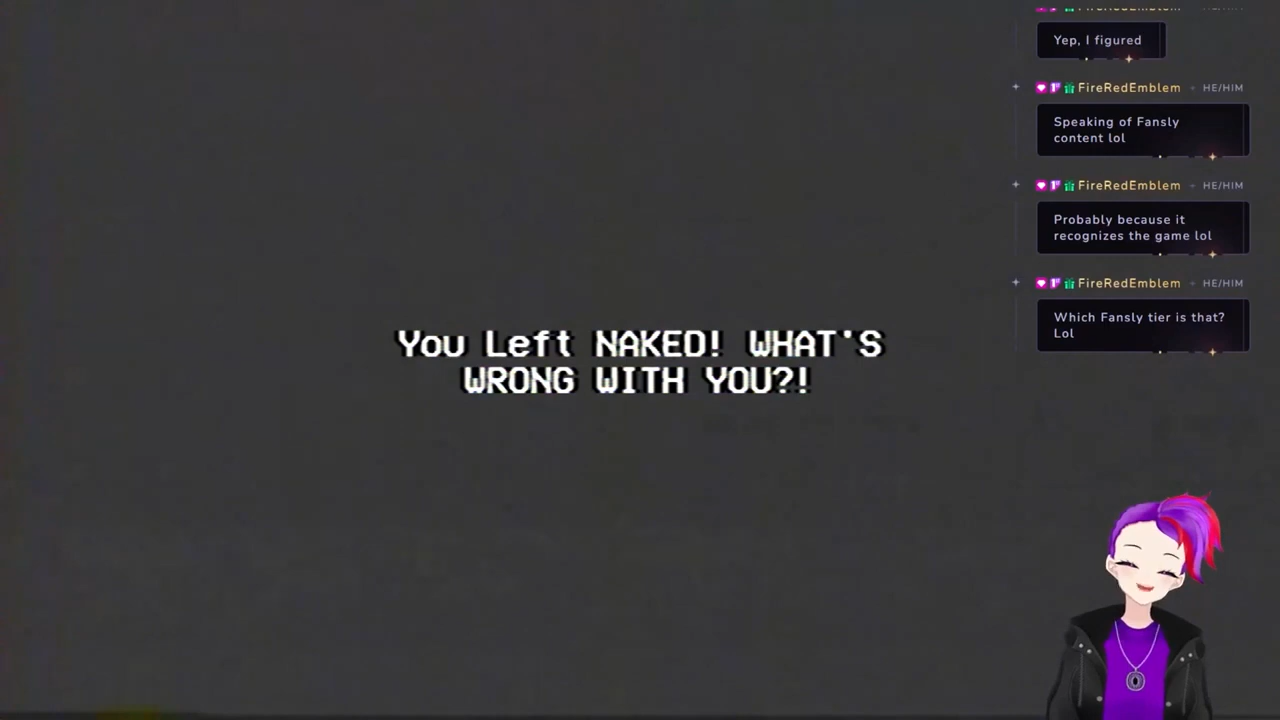 You Left NAKED! WHAT'S
WRONG WITH YOU?!
Yep, I figured
FireRedEmblem HE/HIM
Speaking of Fansly
content lol
FireRedEmblem HE/HIM
Probably because it
recognizes the game lol
FireRedEmblem HE/HIM
Which Fansly tier is that?
Lol